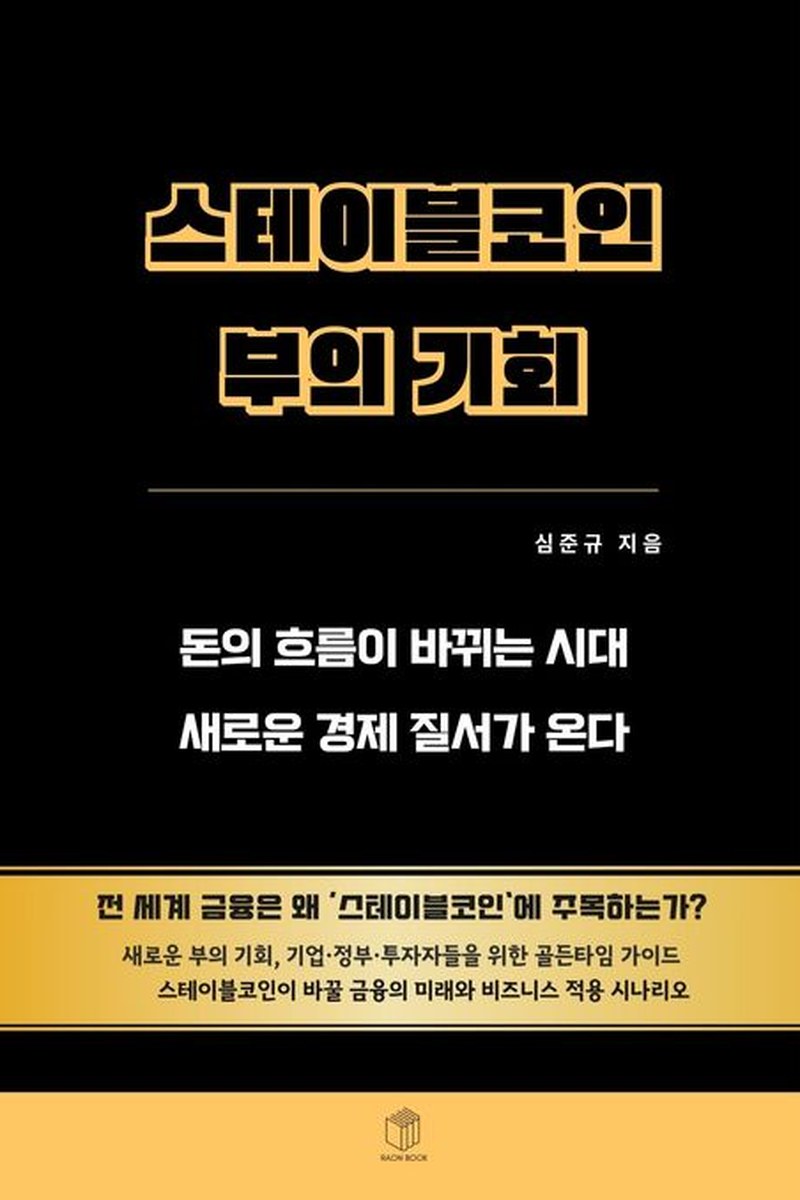 스테이블코인
부의 기회
심준규 지음
돈의 흐름이 바뀌는 시대
새로운 경제 질서가 온다
전 세계 금융은 왜 '스테이블코인'에 주목하는가?
새로운 부의 기회, 기업·정부·투자자들을 위한 골든타임 가이드
스테이블코인이 바꿀 금융의 미래와 비즈니스 적용 시나리오
RAON BOOK